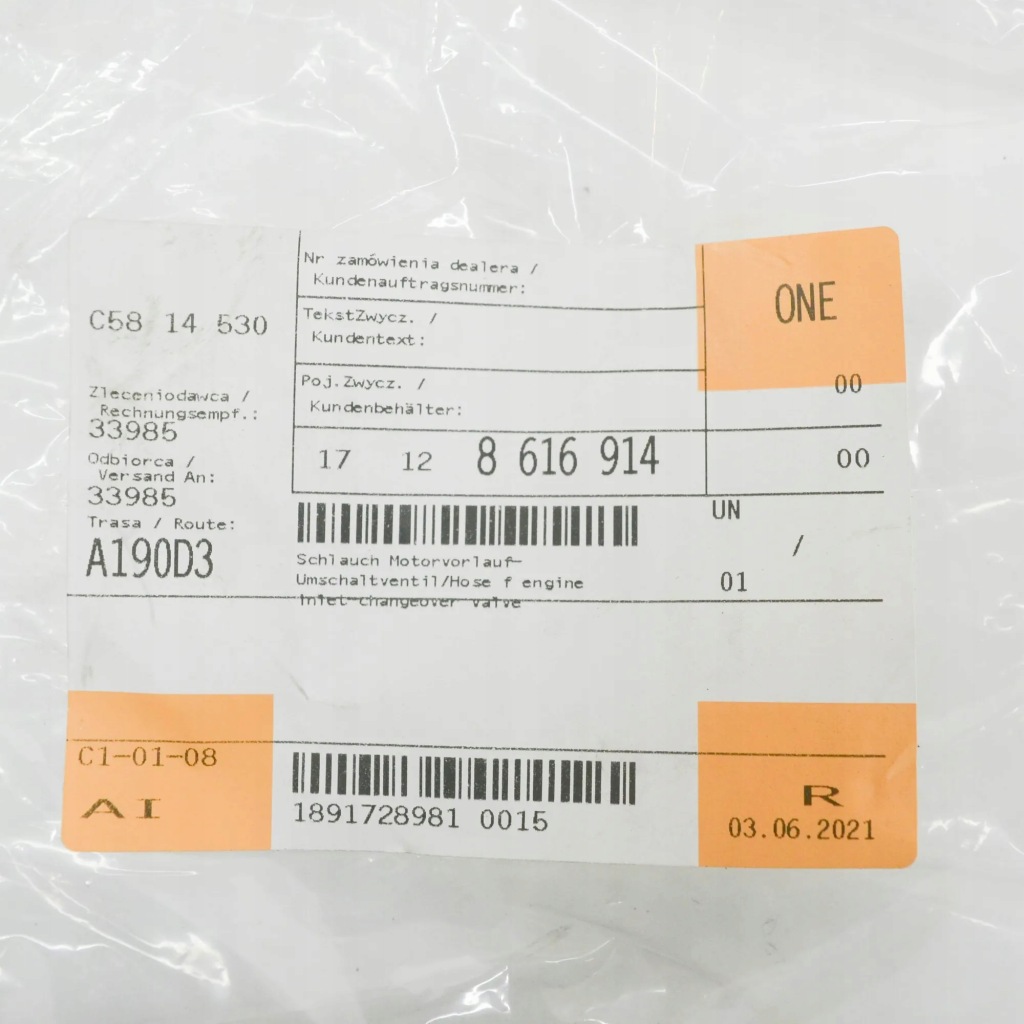 C58 14 530
Zleceniodawca /
Rechnungsempf.:
33985
Odbiorca /
Versand An:
33985
Trasa / Route:
A190D3
Nr zamówienia dealera /
Kundenauftragsnummer:
TekstZwycz. /
Kundentext:
Poj.Zwycz. /
Kundenbehälter:
17 12 8 616 914
ONE
00
00
UN
/
01
Schlauch Motorvorlauf-
Umschaltventil/Hose f engine
inlet-changeover valve
C1-01-08
AI
1891728981 0015
R
03.06.2021